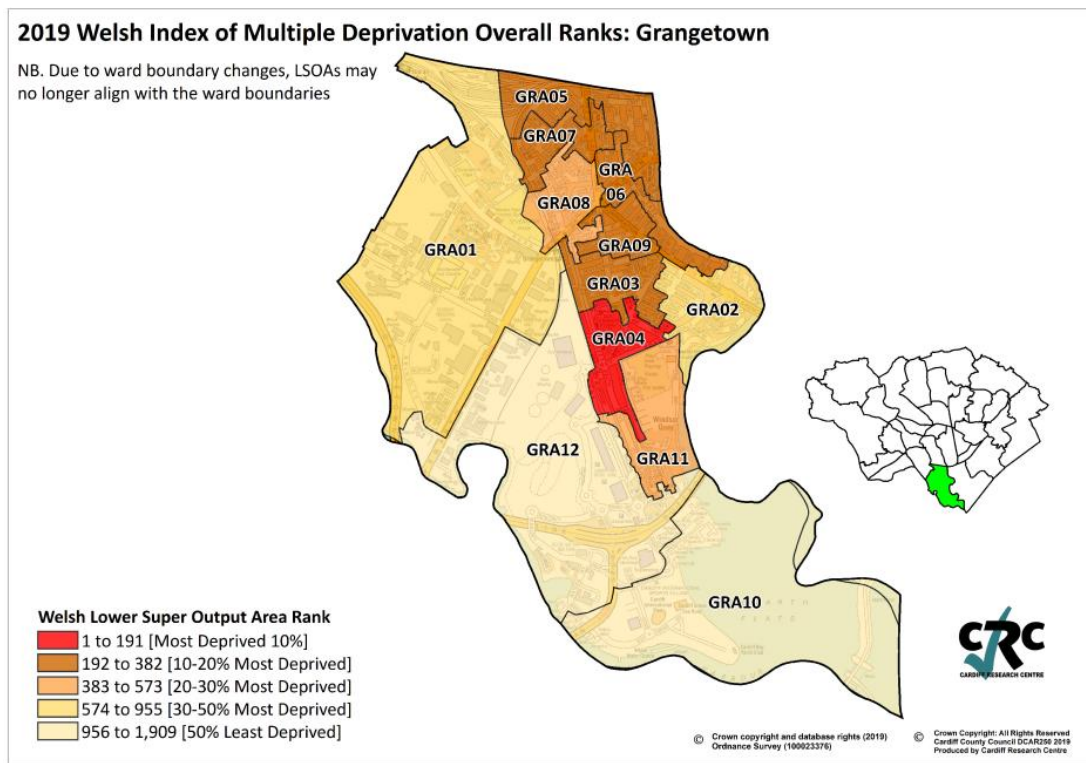 2019 Welsh Index of Multiple Deprivation Overall Ranks: Grangetown
NB. Due to ward boundary changes, LSOAs may
no longer align with the ward boundaries
GRA05
GRA07
GRA
06
GRA08
GRA09
GRA01
GRA03
GRA02
GRA04
GRA12
GRA11
GRA10
Welsh Lower Super Output Area Rank
1 to 191 [Most Deprived 10%]
192 to 382 [10-20% Most Deprived]
383 to 573 [20-30% Most Deprived]
574 to 955 [30-50% Most Deprived]
956 to 1,909 [50% Least Deprived]
CRC
CARDIFF RESEARCH CENTRE
© Crown copyright and database rights (2019)
Ordnance Survey (100023376)
© Crown Copyright: All Rights Reserved
Cardiff County Council DCAR250 2019
Produced by Cardiff Research Centre